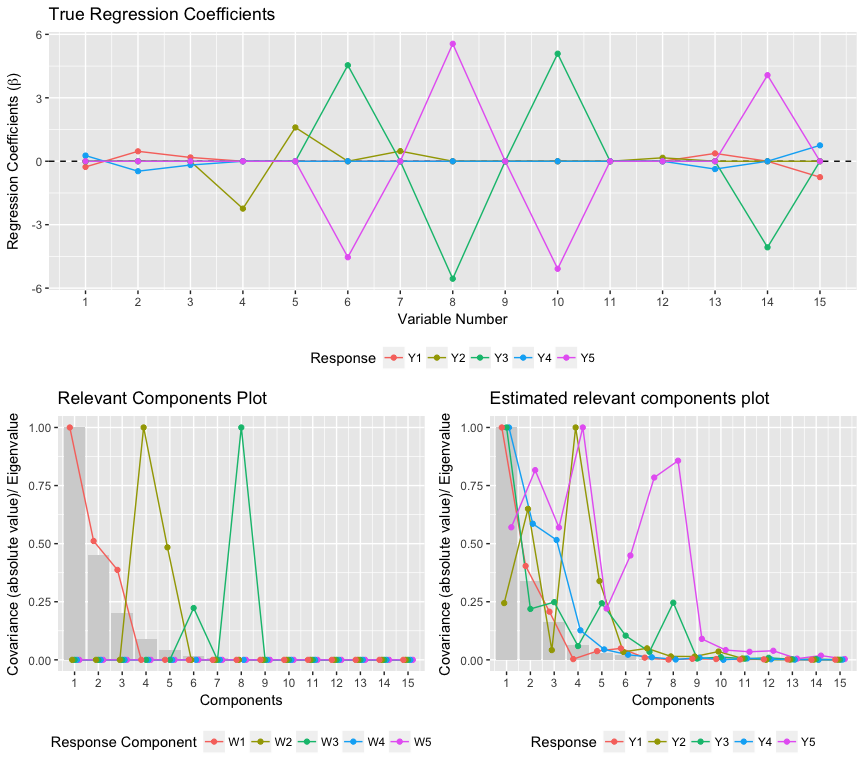 True Regression Coefficients
Regression Coefficients (β)
6
3
0
-3
-6
1 2 3 4 5 6 7 8 9 10 11 12 13 14 15
Variable Number
Response Y1 Y2 Y3 Y4 Y5
Relevant Components Plot
Covariance (absolute value)/ Eigenvalue
1.00
0.75
0.50
0.25
0.00
1 2 3 4 5 6 7 8 9 10 11 12 13 14 15
Components
Response Component W1 W2 W3 W4 W5
Estimated relevant components plot
Covariance (absolute value)/ Eigenvalue
1.00
0.75
0.50
0.25
0.00
1 2 3 4 5 6 7 8 9 10 11 12 13 14 15
Components
Response Y1 Y2 Y3 Y4 Y5